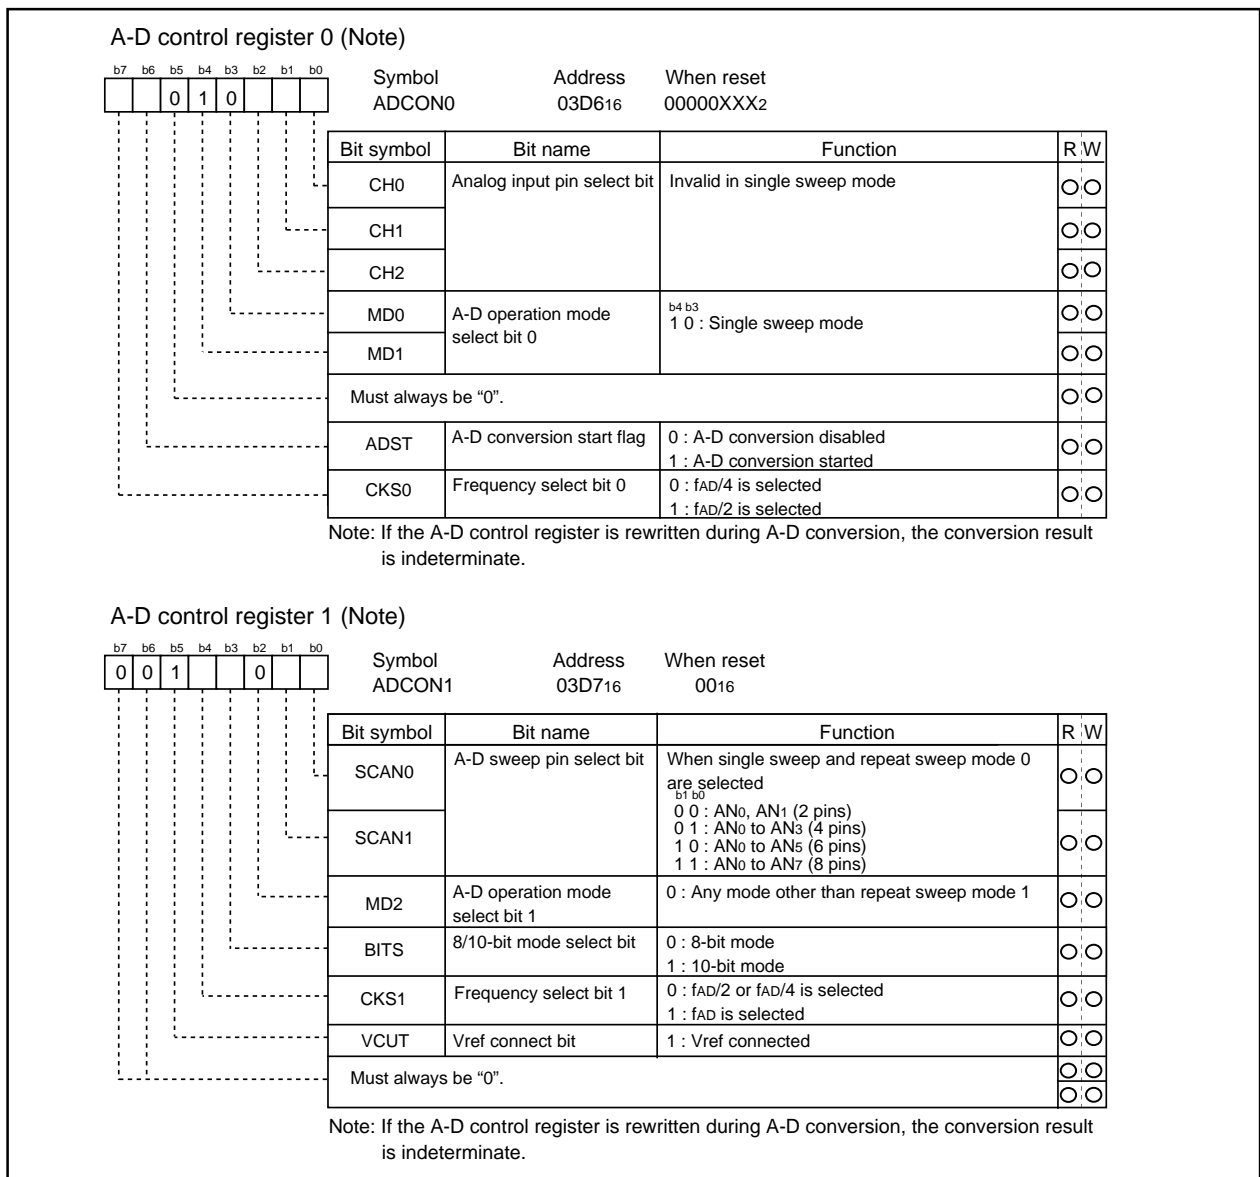 A-D control register 0 (Note)
b7 b6 b5 b4 b3 b2 b1 b0
0 1 0
Symbol Address When reset
ADCON0 03D616 00000XXX2
Bit symbol Bit name Function R W
CH0 Analog input pin select bit Invalid in single sweep mode
CH1
CH2
MD0 A-D operation mode select bit 0 b4 b3
1 0 : Single sweep mode
MD1
Must always be “0”.
ADST A-D conversion start flag 0 : A-D conversion disabled
1 : A-D conversion started
CKS0 Frequency select bit 0 0 : fAD/4 is selected
1 : fAD/2 is selected
Note: If the A-D control register is rewritten during A-D conversion, the conversion result
is indeterminate.
A-D control register 1 (Note)
b7 b6 b5 b4 b3 b2 b1 b0
0 0 1 0
Symbol Address When reset
ADCON1 03D716 0016
Bit symbol Bit name Function R W
SCAN0 A-D sweep pin select bit When single sweep and repeat sweep mode 0
are selected
b1 b0
0 0 : AN0, AN1 (2 pins)
0 1 : AN0 to AN3 (4 pins)
SCAN1 1 0 : AN0 to AN5 (6 pins)
1 1 : AN0 to AN7 (8 pins)
MD2 A-D operation mode select bit 1 0 : Any mode other than repeat sweep mode 1
BITS 8/10-bit mode select bit 0 : 8-bit mode
1 : 10-bit mode
CKS1 Frequency select bit 1 0 : fAD/2 or fAD/4 is selected
1 : fAD is selected
VCUT Vref connect bit 1 : Vref connected
Must always be “0”.
Note: If the A-D control register is rewritten during A-D conversion, the conversion result
is indeterminate.